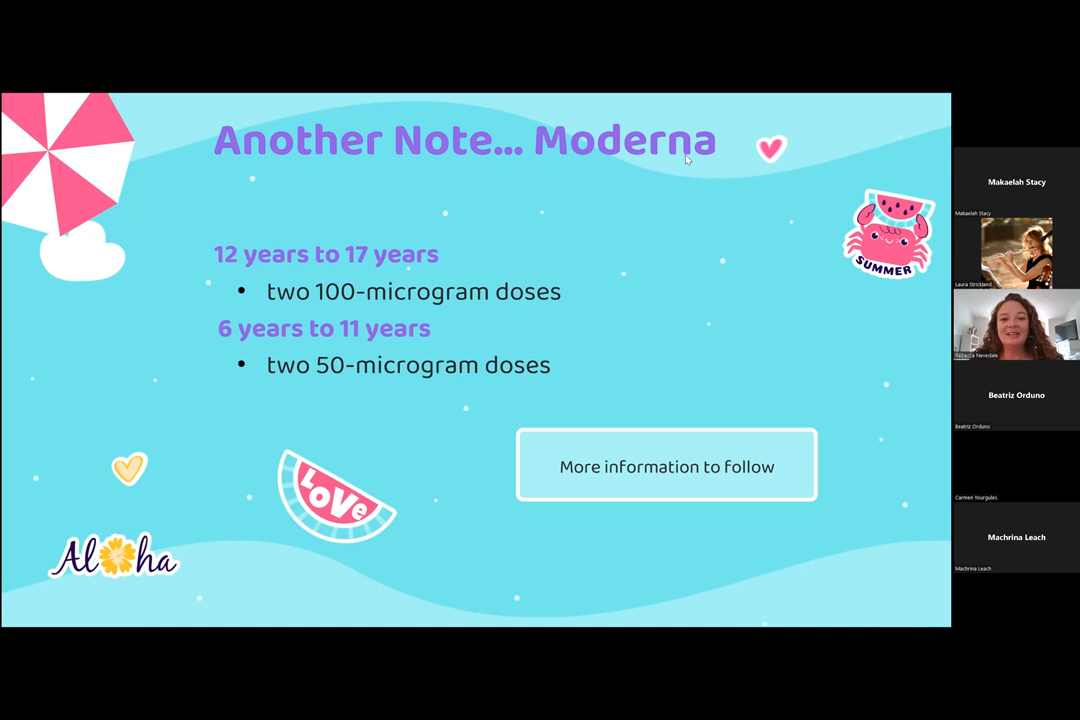 Another Note... Moderna
SUMMER
12 years to 17 years
• two 100-microgram doses
6 years to 11 years
• two 50-microgram doses
More information to follow
LOVe
Aloha
Makaelah Stacy
Makaelah Stacy
Laura Strickland
Rebecca Nevedale
Beatriz Orduno
Beatriz Orduno
Carmen Yourgules
Machrina Leach
Machrina Leach